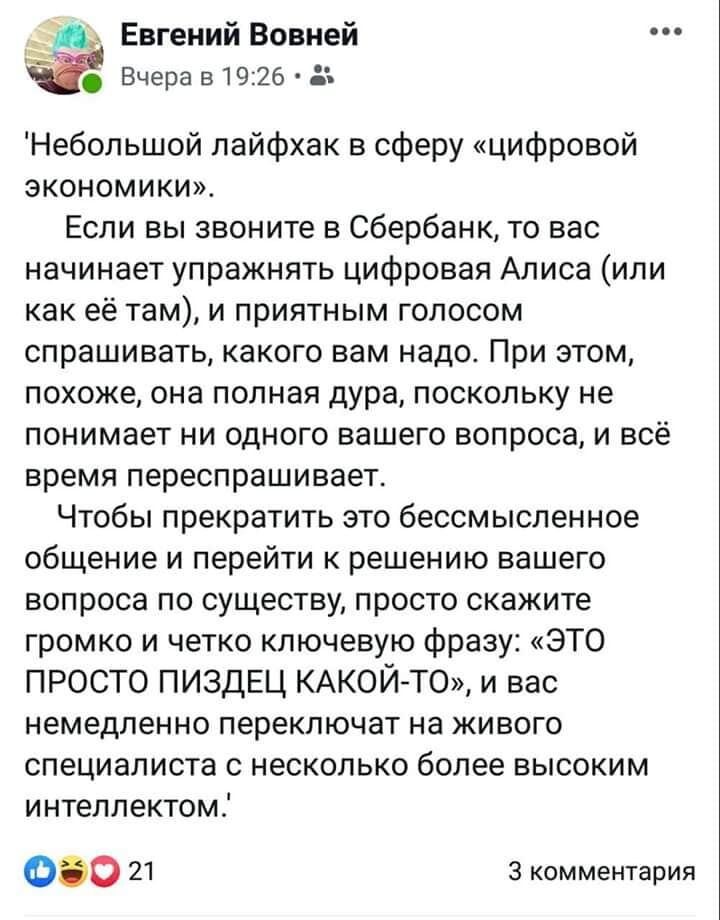 Евгений Вовней
Вчера в 19:26 ·
'Небольшой лайфхак в сферу «цифровой
экономики».
Если вы звоните в Сбербанк, то вас
начинает упражнять цифровая Алиса (или
как её там), и приятным голосом
спрашивать, какого вам надо. При этом,
похоже, она полная дура, поскольку не
понимает ни одного вашего вопроса, и всё
время переспрашивает.
Чтобы прекратить это бессмысленное
общение и перейти к решению вашего
вопроса по существу, просто скажите
громко и четко ключевую фразу: «ЭТО
ПРОСТО ПИЗДЕЦ КАКОЙ-ТО», и вас
немедленно переключат на живого
специалиста с несколько более высоким
интеллектом.'
21
3 комментария